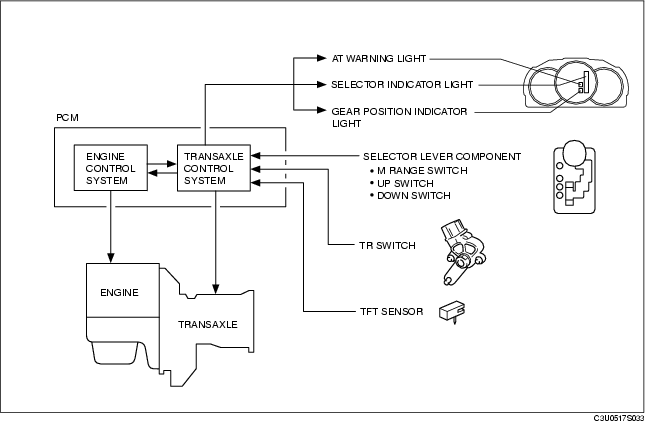 AT WARNING LIGHT
SELECTOR INDICATOR LIGHT
GEAR POSITION INDICATOR
LIGHT
PCM
ENGINE
CONTROL
SYSTEM
TRANSAXLE
CONTROL
SYSTEM
SELECTOR LEVER COMPONENT
• M RANGE SWITCH
• UP SWITCH
• DOWN SWITCH
TR SWITCH
TFT SENSOR
ENGINE
TRANSAXLE
C3U0517S033